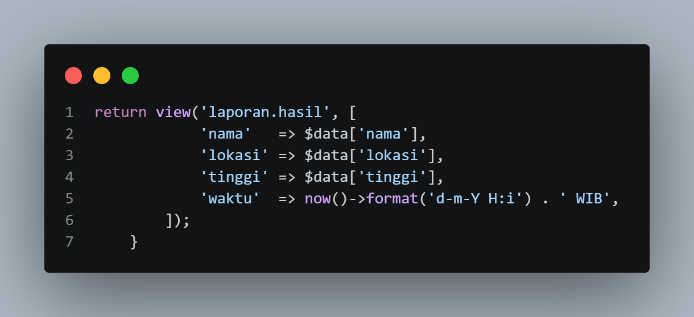 1 return view('laporan.hasil', [
2             'nama'   => $data['nama'],
3             'lokasi' => $data['lokasi'],
4             'tinggi' => $data['tinggi'],
5             'waktu'  => now()->format('d-m-Y H:i') . ' WIB',
6         ]);
7     }